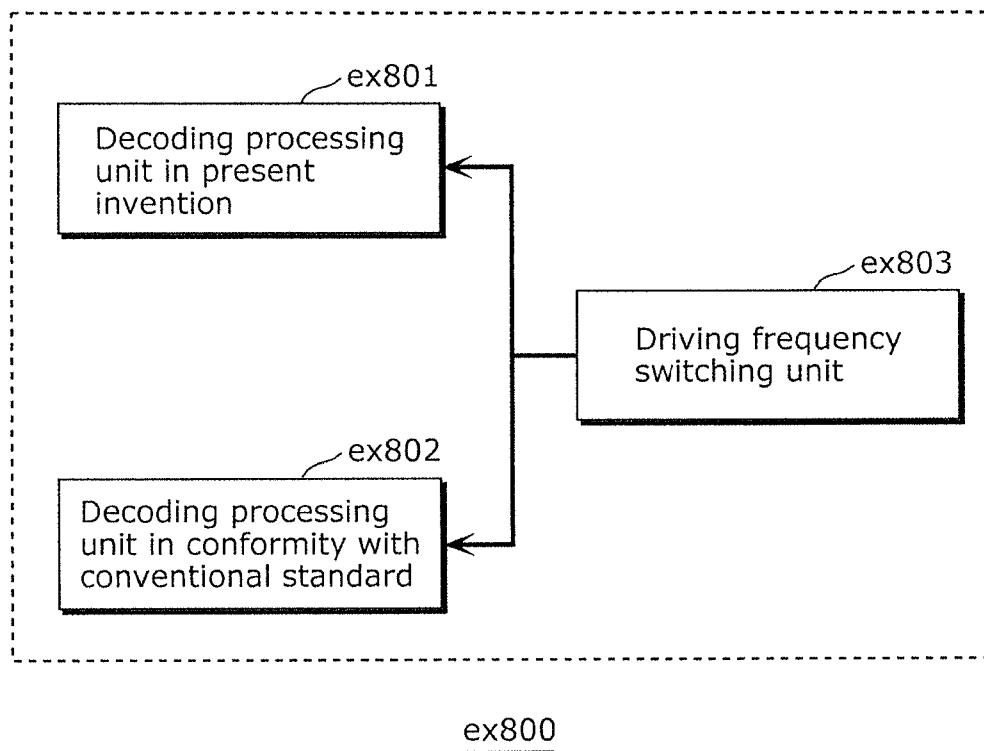 ex801
Decoding processing
unit in present
invention
ex803
Driving frequency
switching unit
ex802
Decoding processing
unit in conformity with
conventional standard
ex800